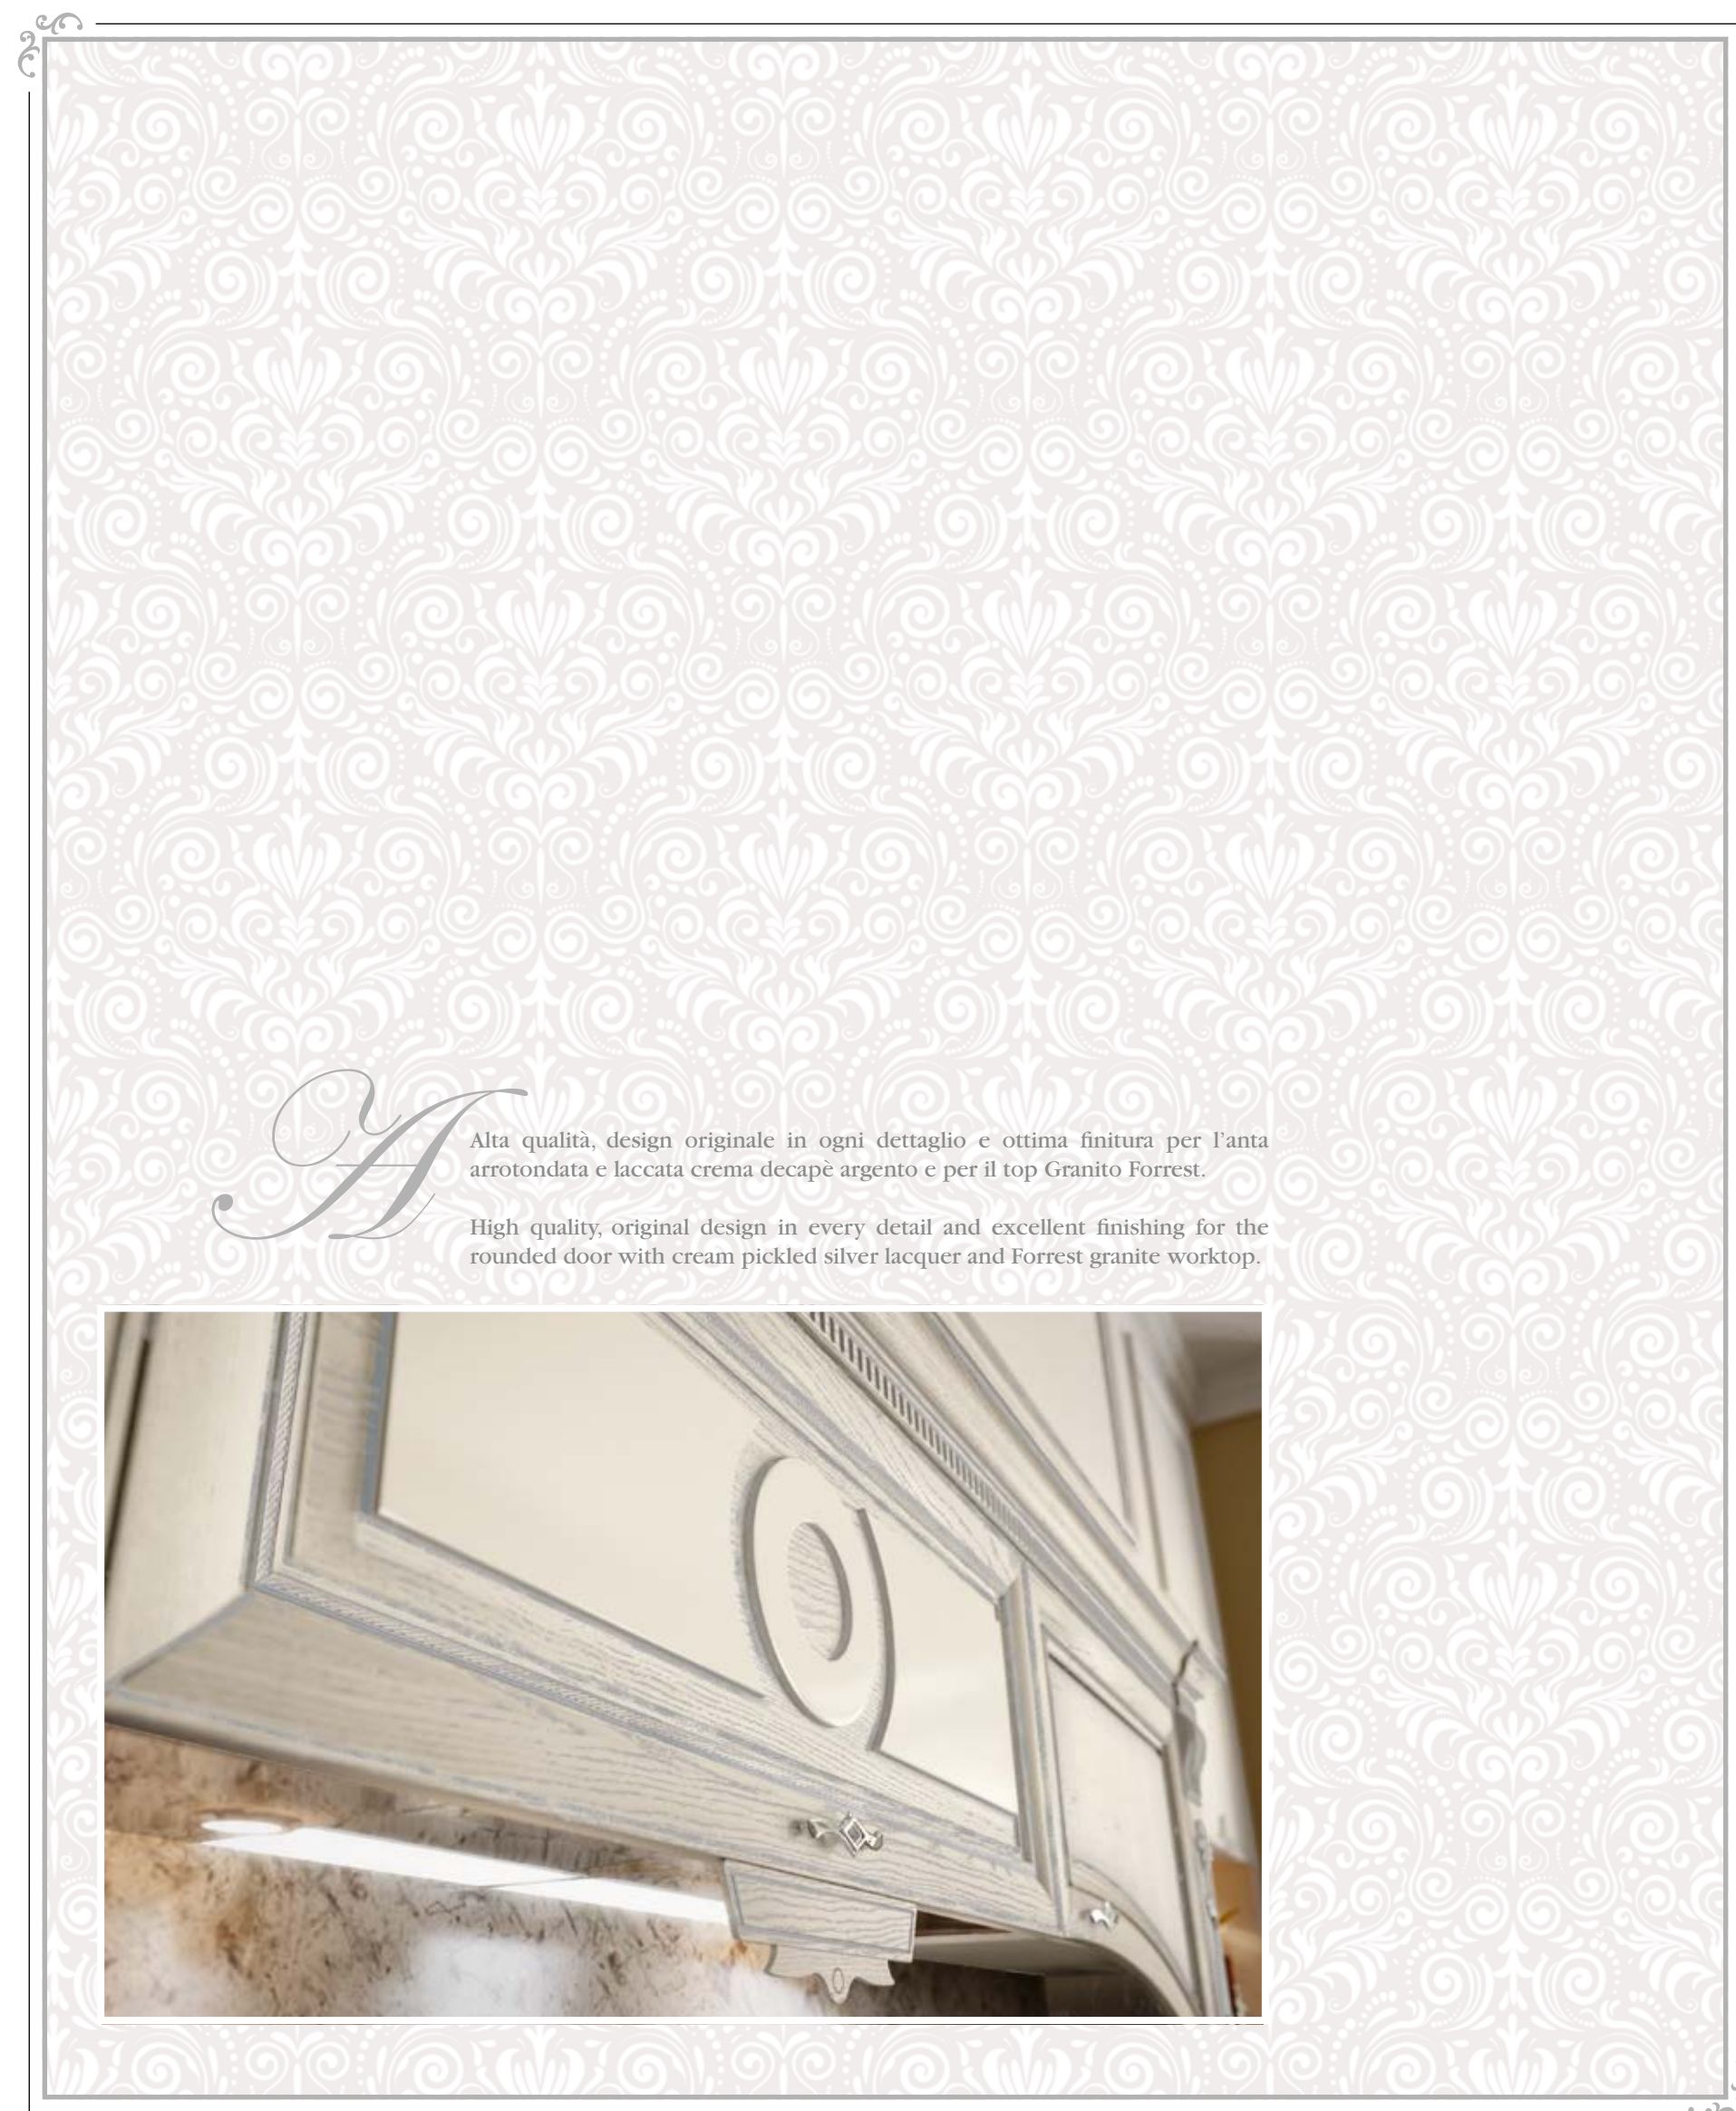 A
Alta qualità, design originale in ogni dettaglio e ottima finitura per l’anta
arrotondata e laccata crema decapè argento e per il top Granito Forrest.
High quality, original design in every detail and excellent finishing for the
rounded door with cream pickled silver lacquer and Forrest granite worktop.